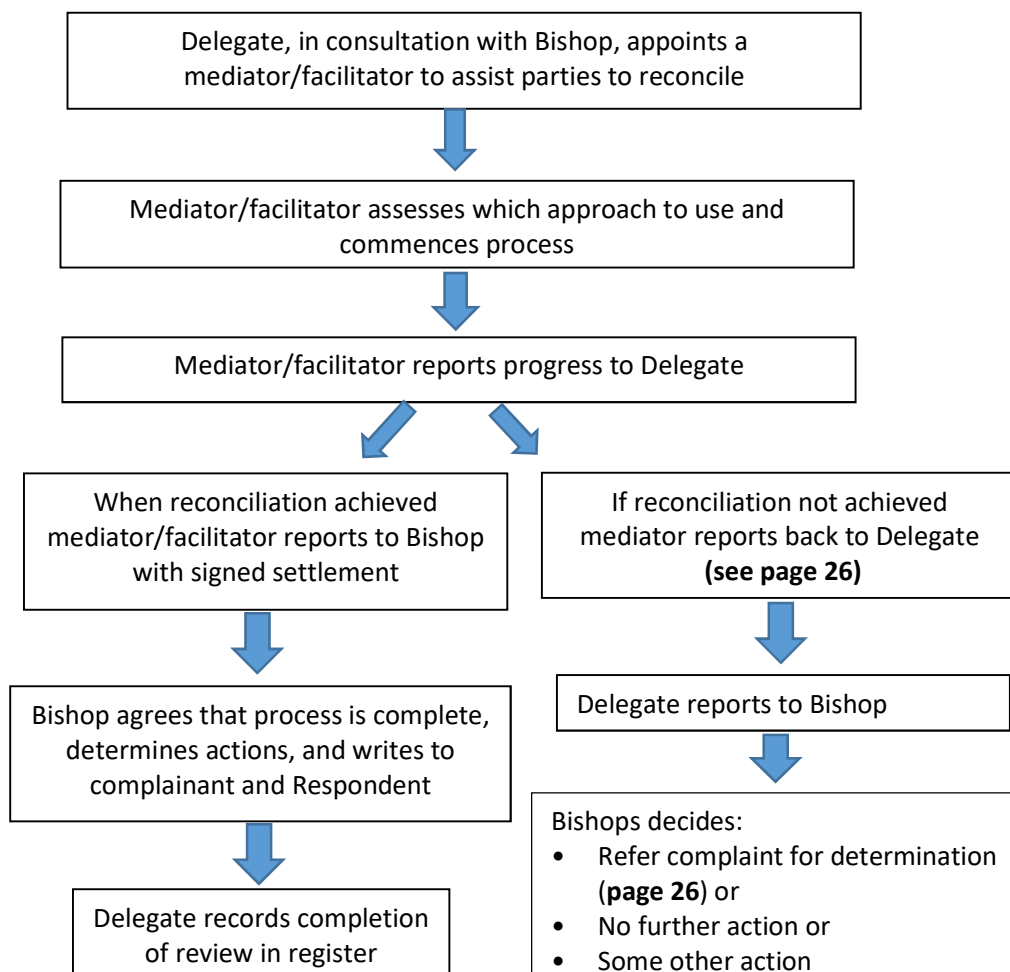 Delegate, in consultation with Bishop, appoints a
mediator/facilitator to assist parties to reconcile
Mediator/facilitator assesses which approach to use and
commences process
Mediator/facilitator reports progress to Delegate
When reconciliation achieved
mediator/facilitator reports to Bishop
with signed settlement
If reconciliation not achieved
mediator reports back to Delegate
(see page 26)
Bishop agrees that process is complete,
determines actions, and writes to
complainant and Respondent
Delegate reports to Bishop
Delegate records completion
of review in register
Bishops decides:
• Refer complaint for determination
(page 26) or
• No further action or
• Some other action